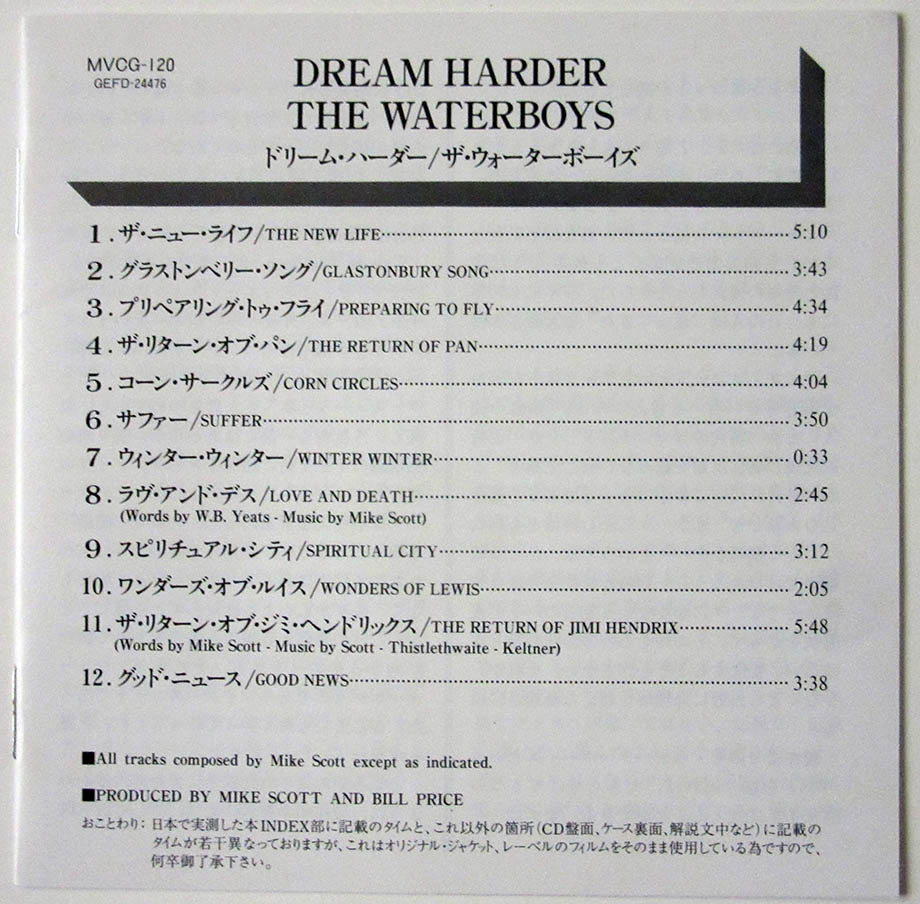 MVCG-120
GEFD-24476
DREAM HARDER
THE WATERBOYS
ドリーム・ハーダー/ザ・ウォーターボーイズ
1. ザ・ニュー・ライフ/THE NEW LIFE 5:10
2. グラストンベリー・ソング/GLASTONBURY SONG 3:43
3. プリペアリング・トゥ・フライ/PREPARING TO FLY 4:34
4. ザ・リターン・オブ・パン/THE RETURN OF PAN 4:19
5. コーン・サークルズ/CORN CIRCLES 4:04
6. サファー/SUFFER 3:50
7. ウィンター・ウィンター/WINTER WINTER 0:33
8. ラヴ・アンド・デス/LOVE AND DEATH 2:45
(Words by W.B. Yeats - Music by Mike Scott)
9. スピリチュアル・シティ/SPIRITUAL CITY 3:12
10. ワンダーズ・オブ・ルイス/WONDERS OF LEWIS 2:05
11. ザ・リターン・オブ・ジミ・ヘンドリックス/THE RETURN OF JIMI HENDRIX 5:48
(Words by Mike Scott - Music by Scott - Thistlethwaite - Keltner)
12. グッド・ニュース/GOOD NEWS 3:38
■All tracks composed by Mike Scott except as indicated.
■PRODUCED BY MIKE SCOTT AND BILL PRICE
おことわり：日本で実測した本INDEX部に記載のタイムと、これ以外の箇所(CD盤面、ケース裏面、解説文中など)に記載の
タイムが若干異なっておりますが、これはオリジナル・ジャケット、レーベルのフィルムをそのまま使用している為ですので、
何卒御了承下さい。